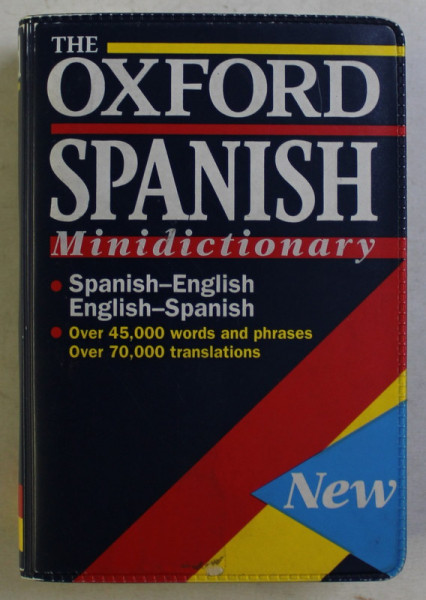 THE
OXFORD
SPANISH
Minidictionary
Spanish–English
English–Spanish
Over 45,000 words and phrases
Over 70,000 translations
New